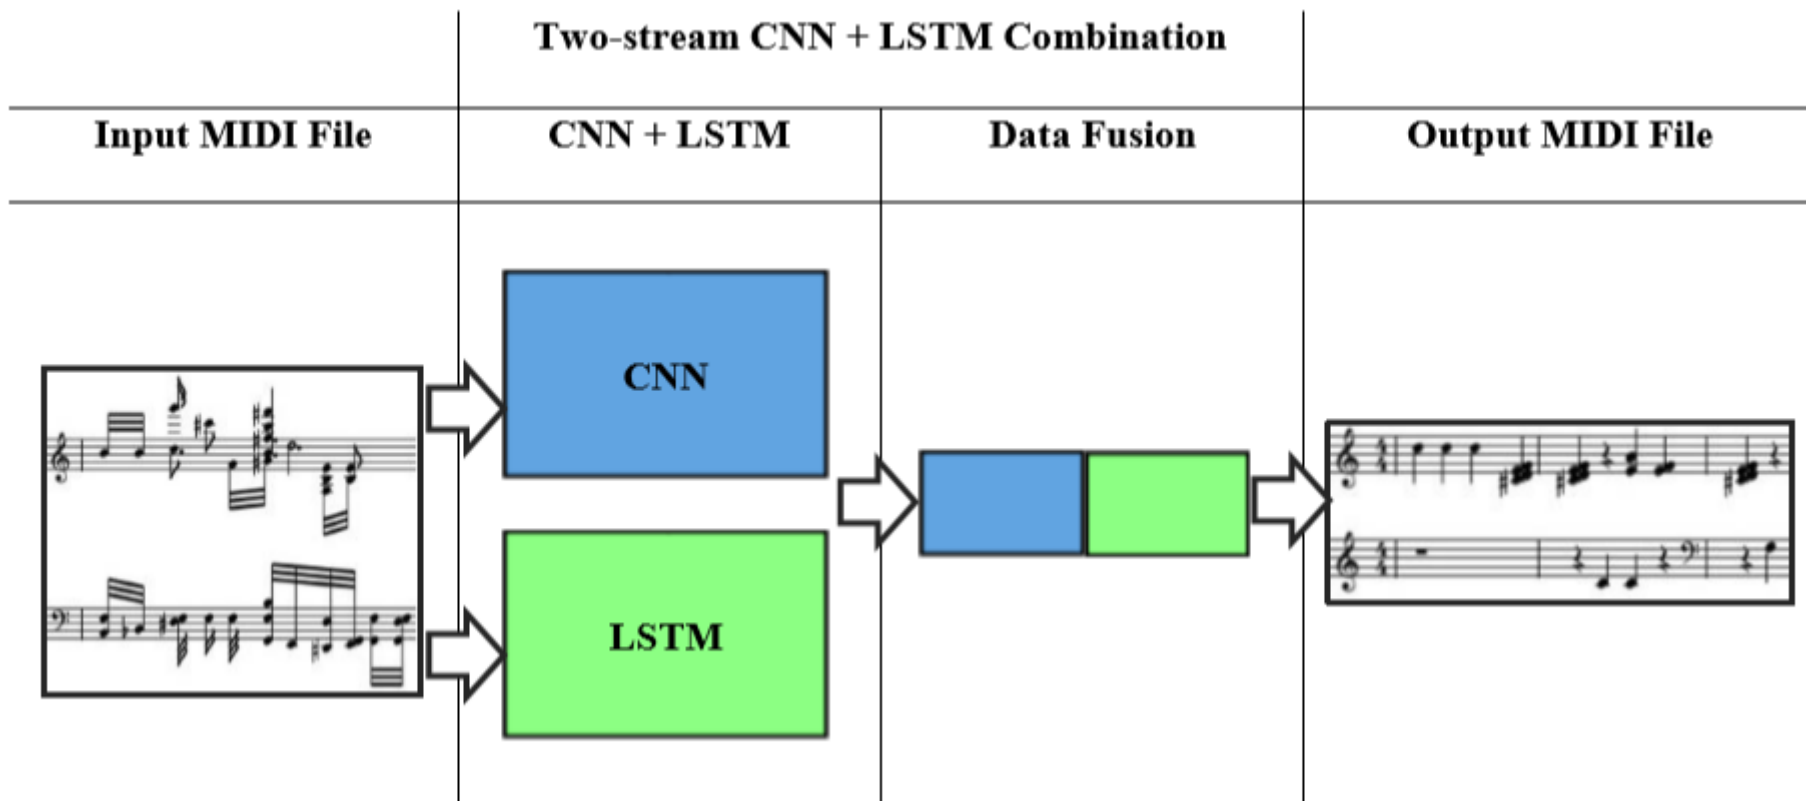 Two-stream CNN + LSTM Combination
Input MIDI File
CNN + LSTM
Data Fusion
Output MIDI File
CNN
LSTM